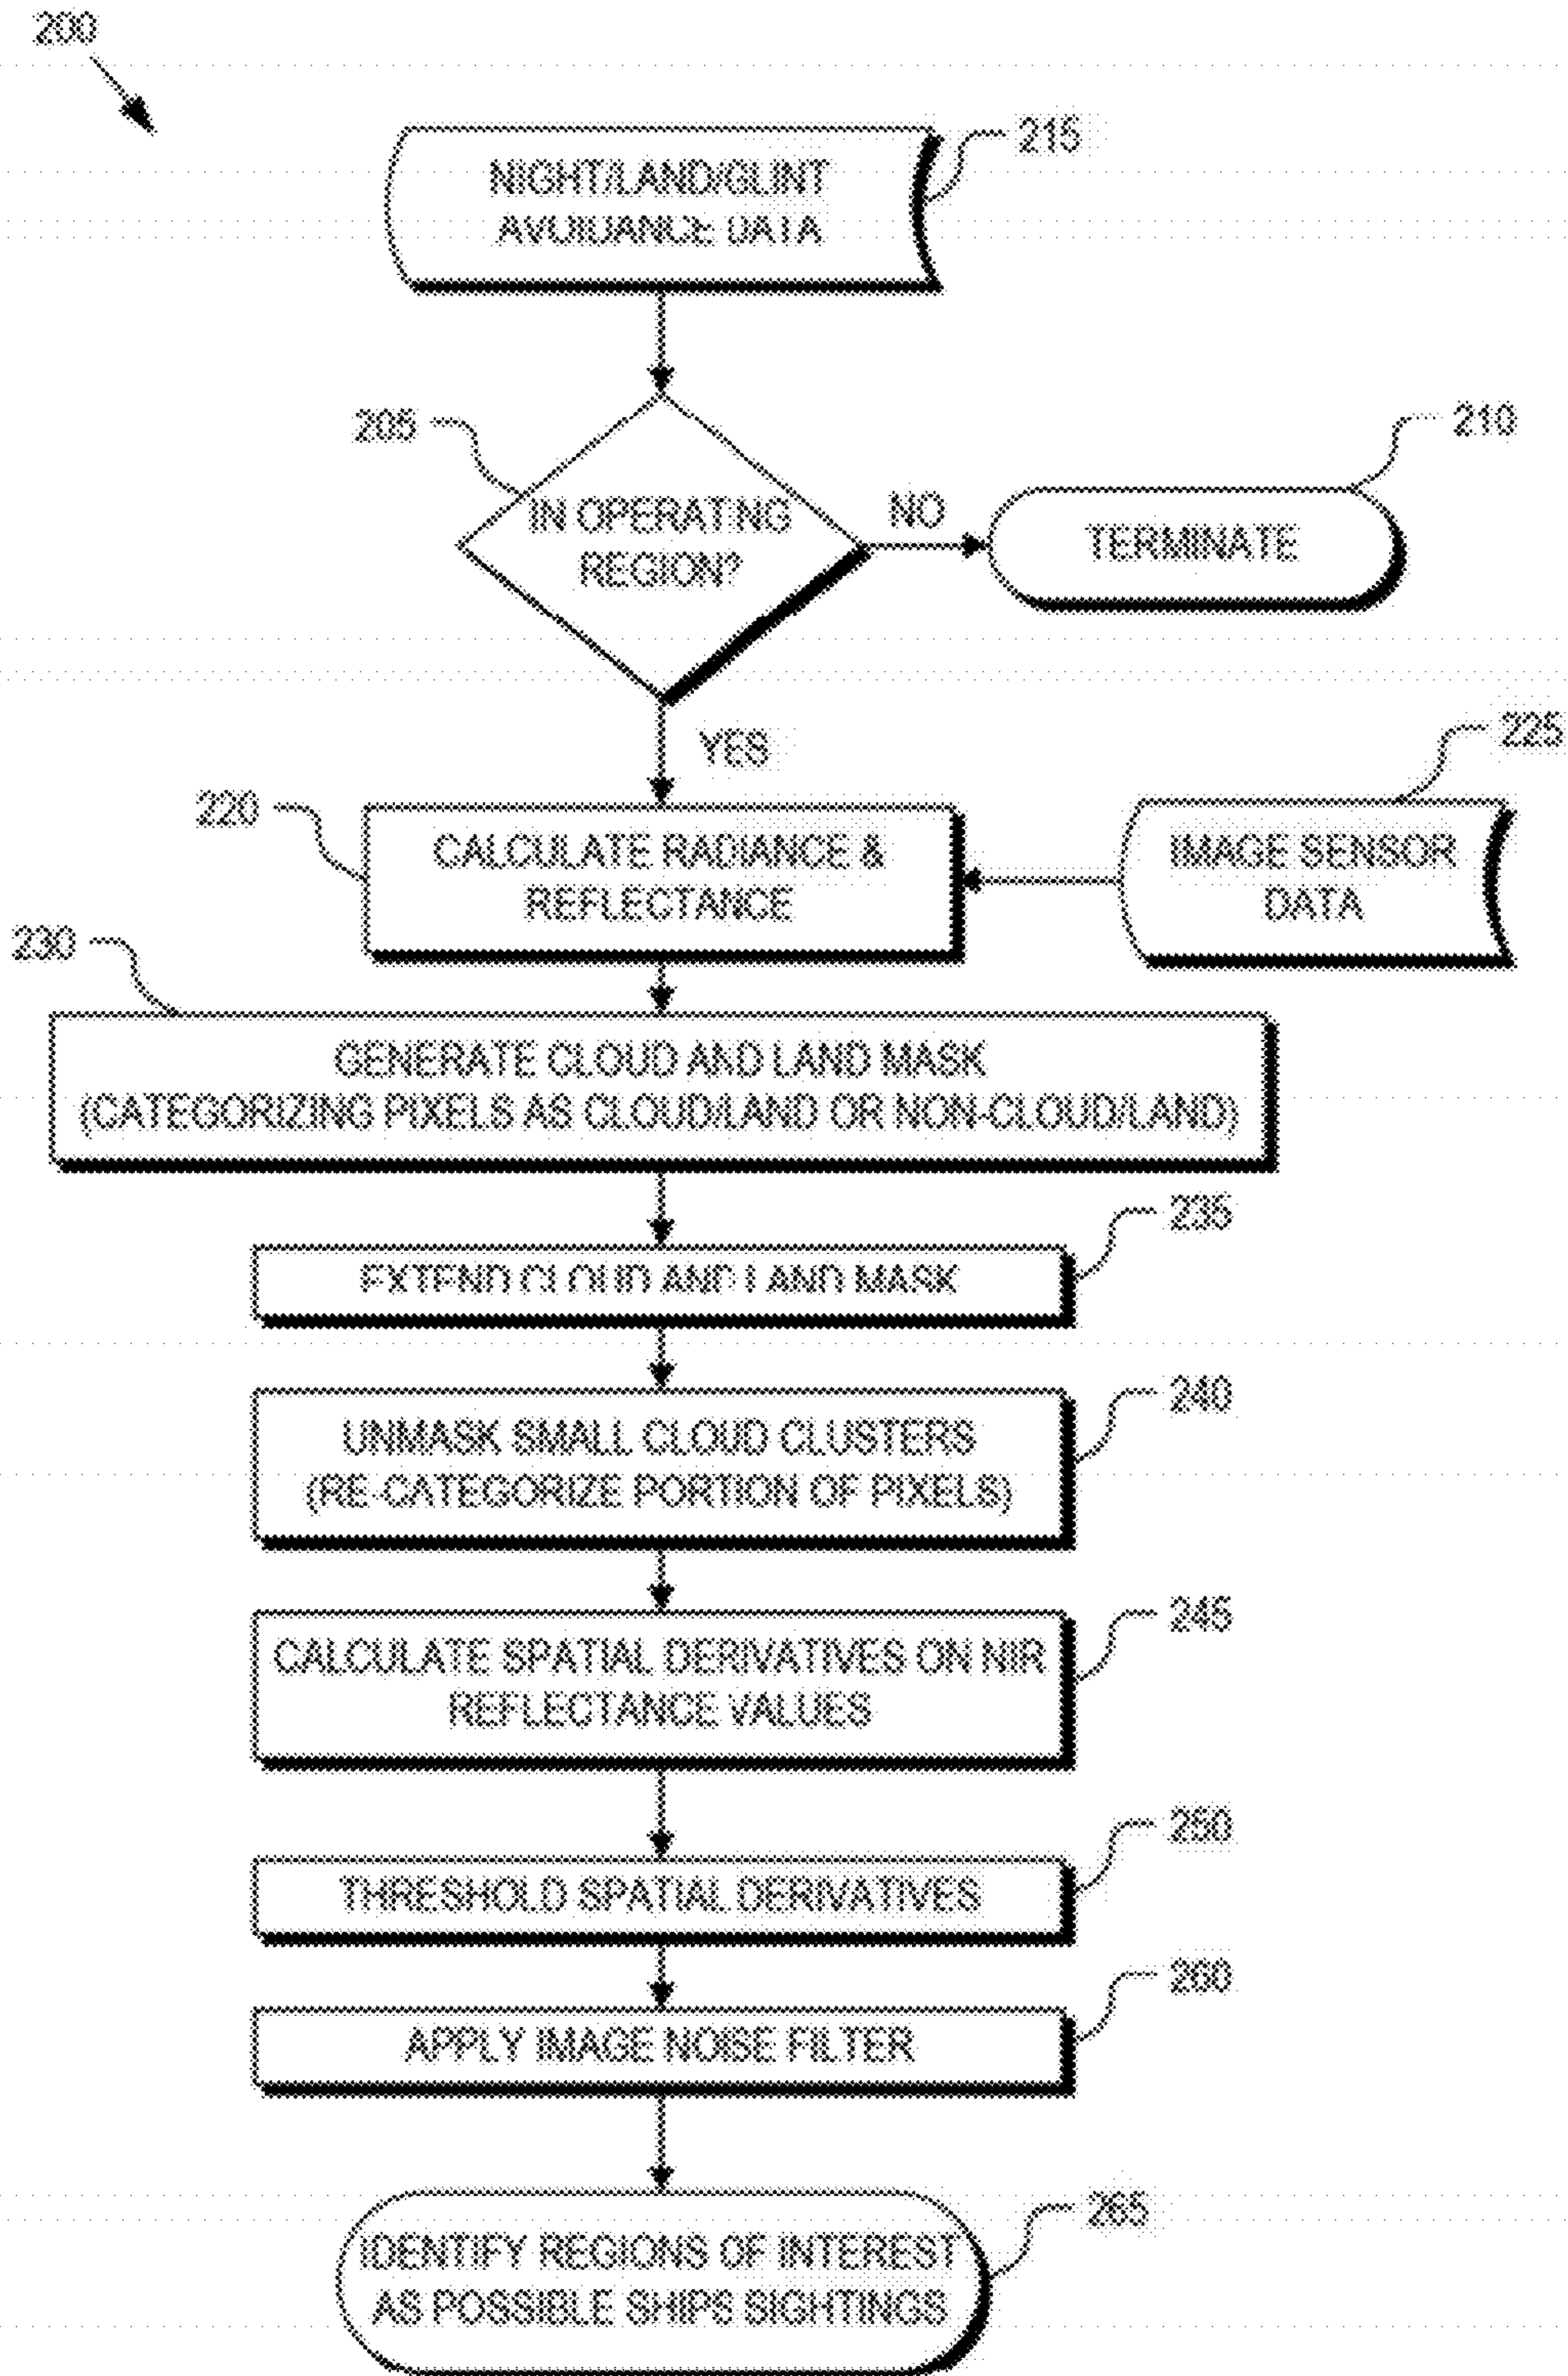 200
215
NIGHT/LAND/GLINT
AVOIDANCE DATA
205
210
IN OPERATING
REGION?
NO
TERMINATE
YES
225
220
CALCULATE RADIANCE &
REFLECTANCE
IMAGE SENSOR
DATA
230
GENERATE CLOUD AND LAND MASK
(CATEGORIZING PIXELS AS CLOUD/LAND OR NON-CLOUD/LAND)
235
EXTEND CLOUD AND LAND MASK
240
UNMASK SMALL CLOUD CLUSTERS
(RE-CATEGORIZE PORTION OF PIXELS)
245
CALCULATE SPATIAL DERIVATIVES ON NIR
REFLECTANCE VALUES
250
THRESHOLD SPATIAL DERIVATIVES
260
APPLY IMAGE NOISE FILTER
265
IDENTIFY REGIONS OF INTEREST
AS POSSIBLE SHIPS SIGHTINGS